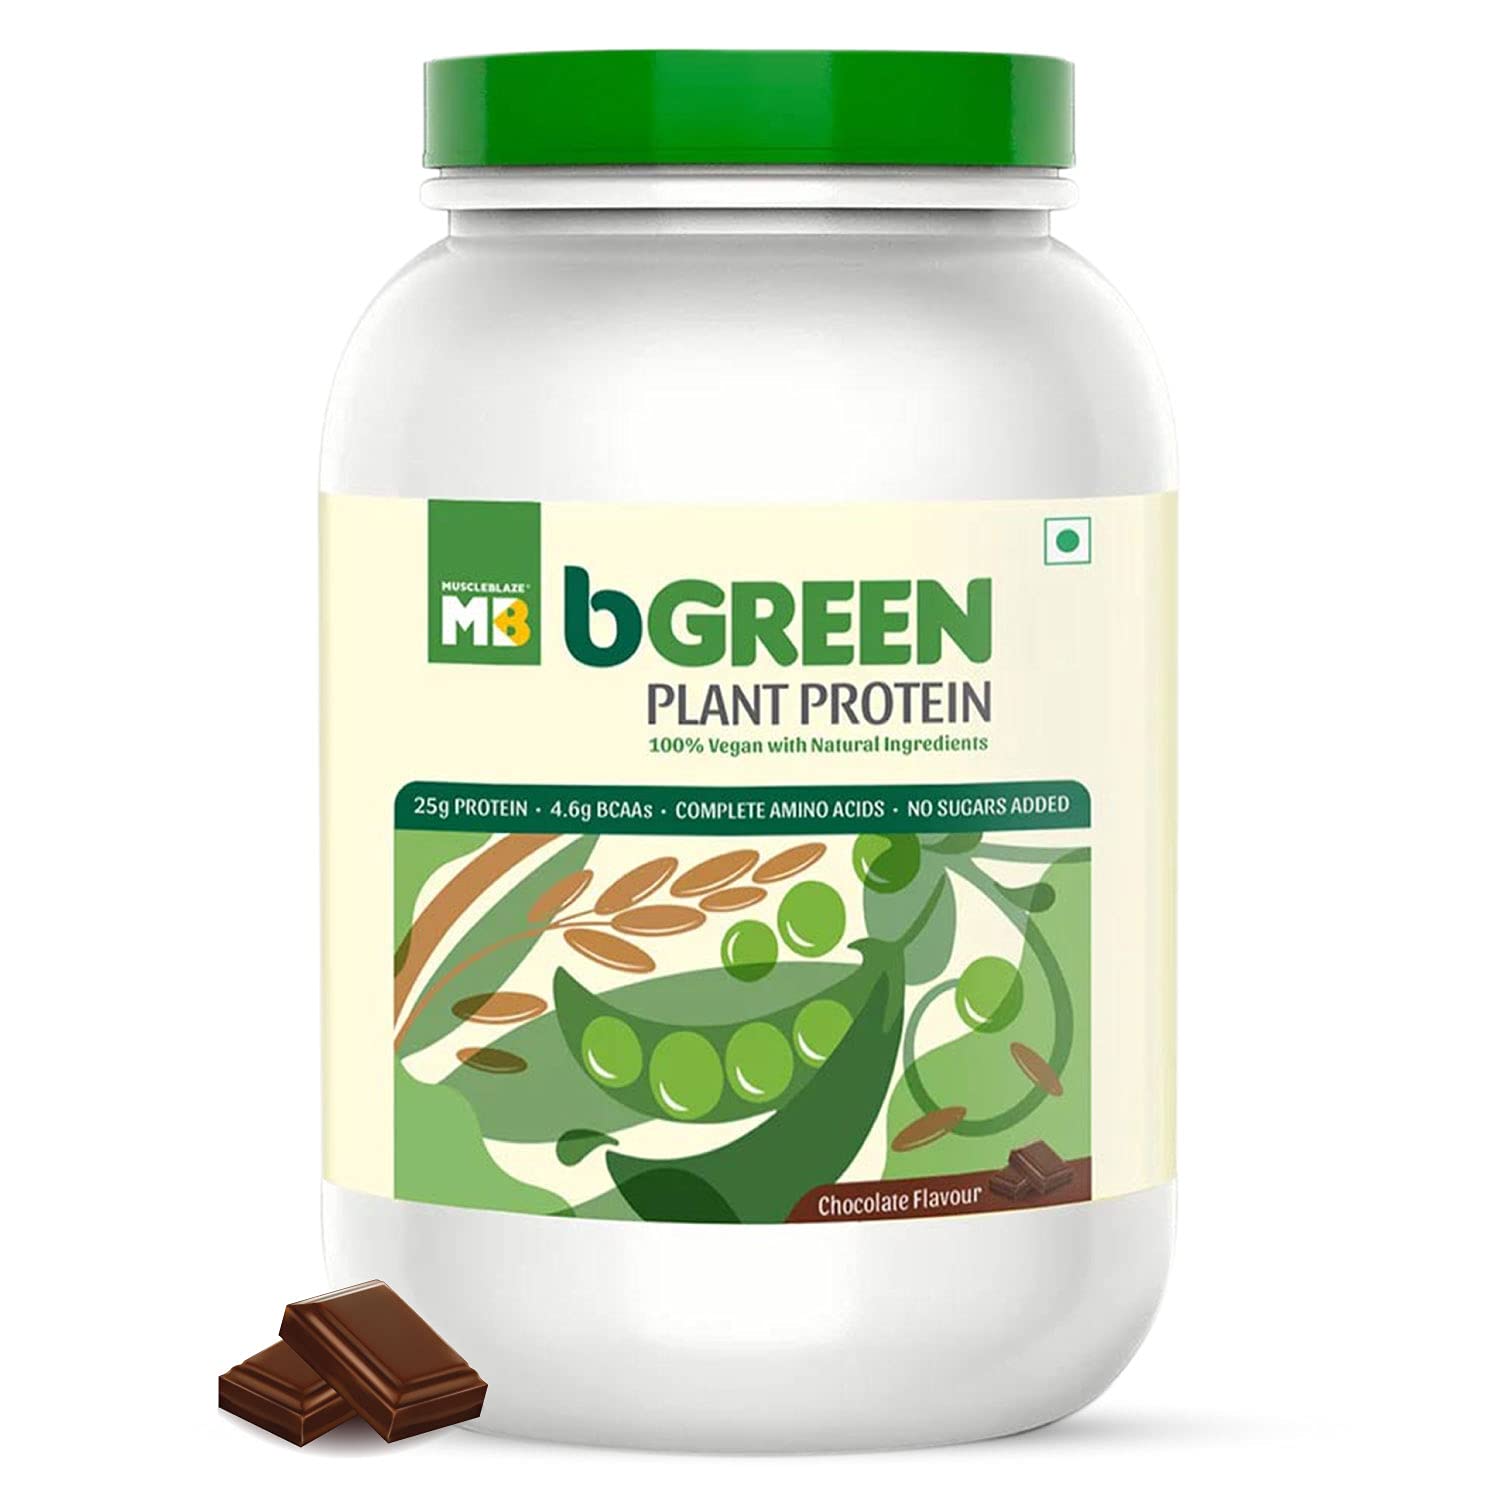 MUSCLEBLAZE®
MB
bGREEN
PLANT PROTEIN
100% Vegan with Natural Ingredients
25g PROTEIN · 4.6g BCAAs · COMPLETE AMINO ACIDS · NO SUGARS ADDED
Chocolate Flavour